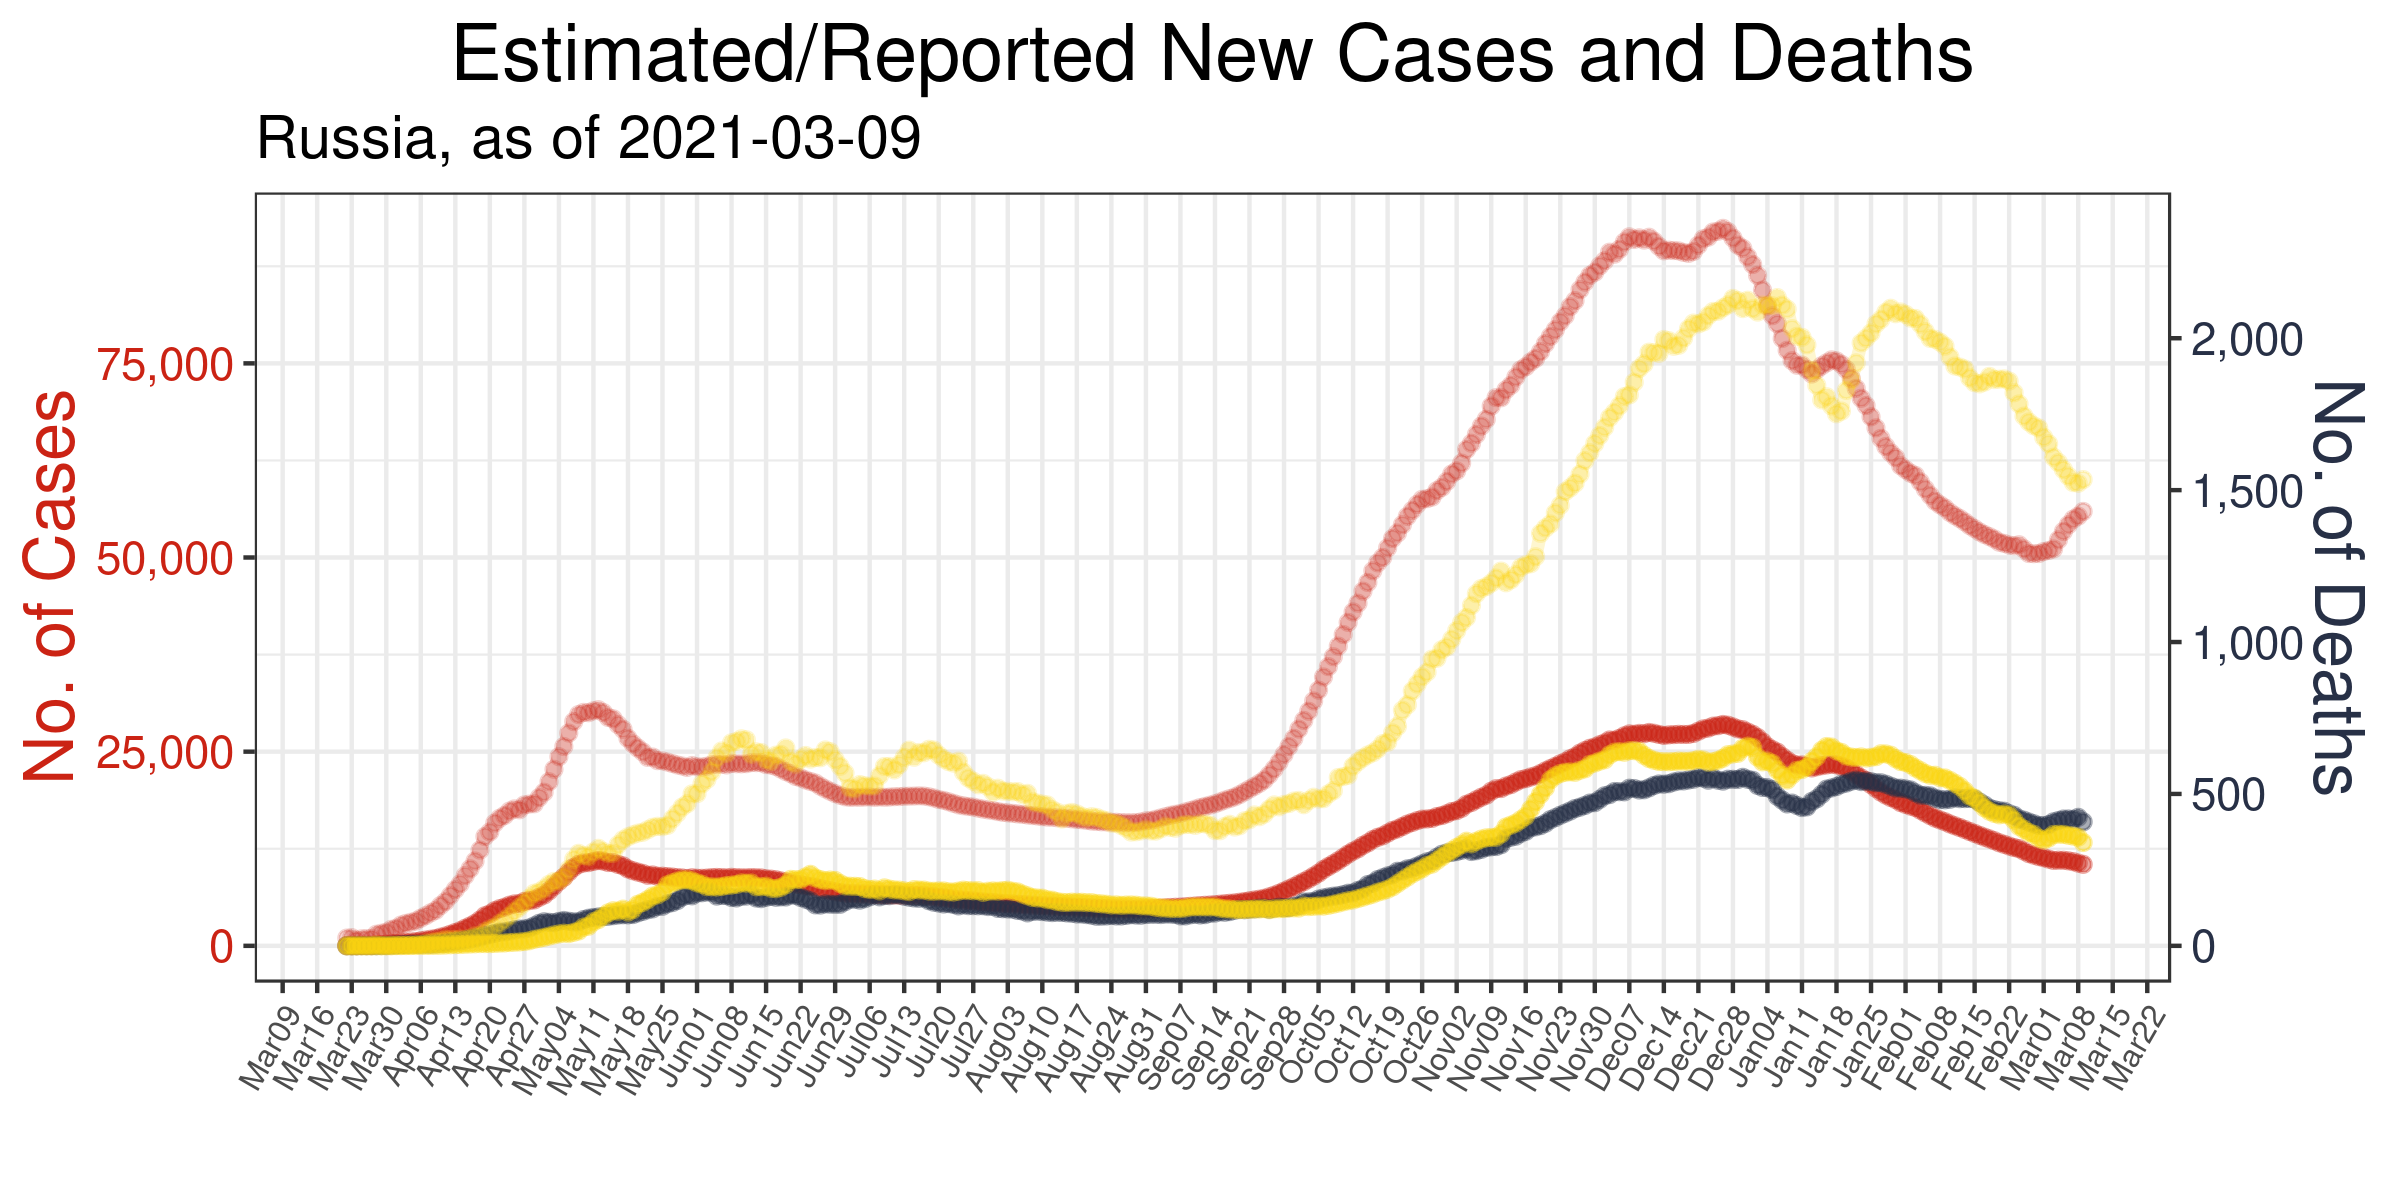 Estimated/Reported New Cases and Deaths
Russia, as of 2021-03-09
No. of Cases
75,000
50,000
25,000
0
2,000
1,500
1,000
500
0
No. of Deaths
Mar09
Mar16
Mar23
Mar30
Apr06
Apr13
Apr20
Apr27
May04
May11
May18
May25
Jun01
Jun08
Jun15
Jun22
Jun29
Jul06
Jul13
Jul20
Jul27
Aug03
Aug10
Aug17
Aug24
Aug31
Sep07
Sep14
Sep21
Sep28
Oct05
Oct12
Oct19
Oct26
Nov02
Nov09
Nov16
Nov23
Nov30
Dec07
Dec14
Dec21
Dec28
Jan04
Jan11
Jan18
Jan25
Feb01
Feb08
Feb15
Feb22
Mar01
Mar08
Mar15
Mar22